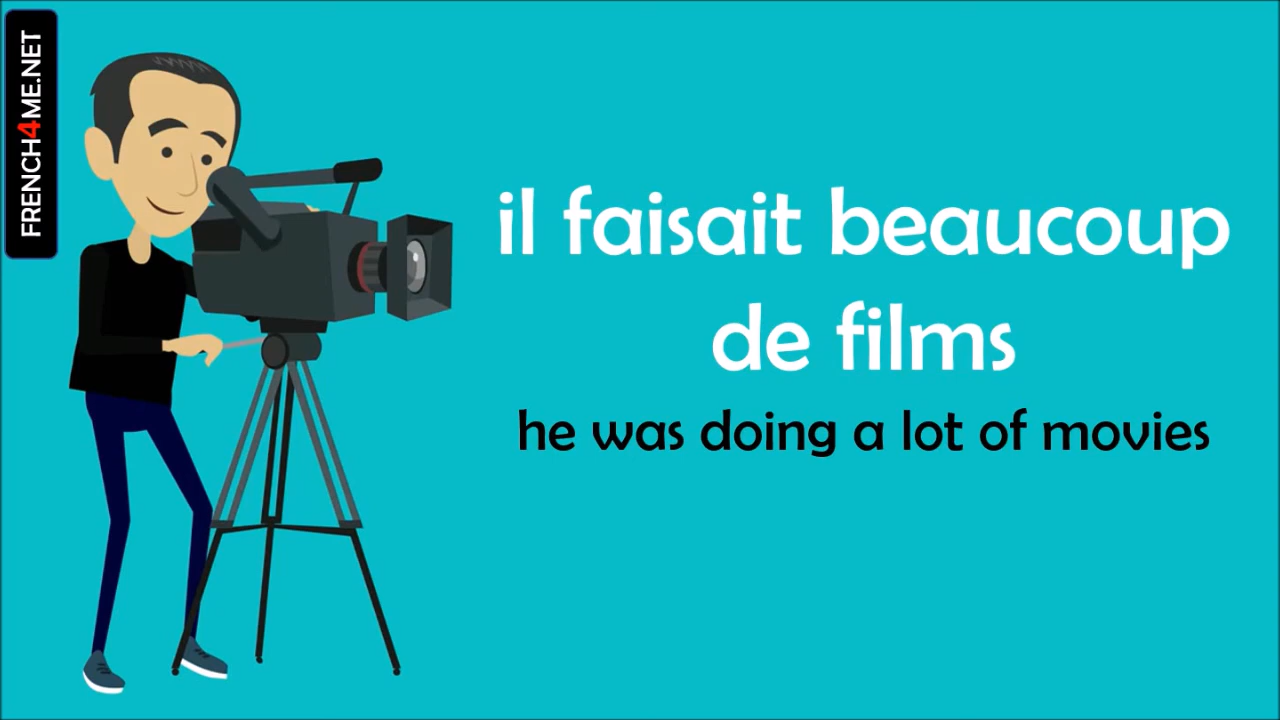 FRENCH4ME.NET
il faisait beaucoup
de films
he was doing a lot of movies